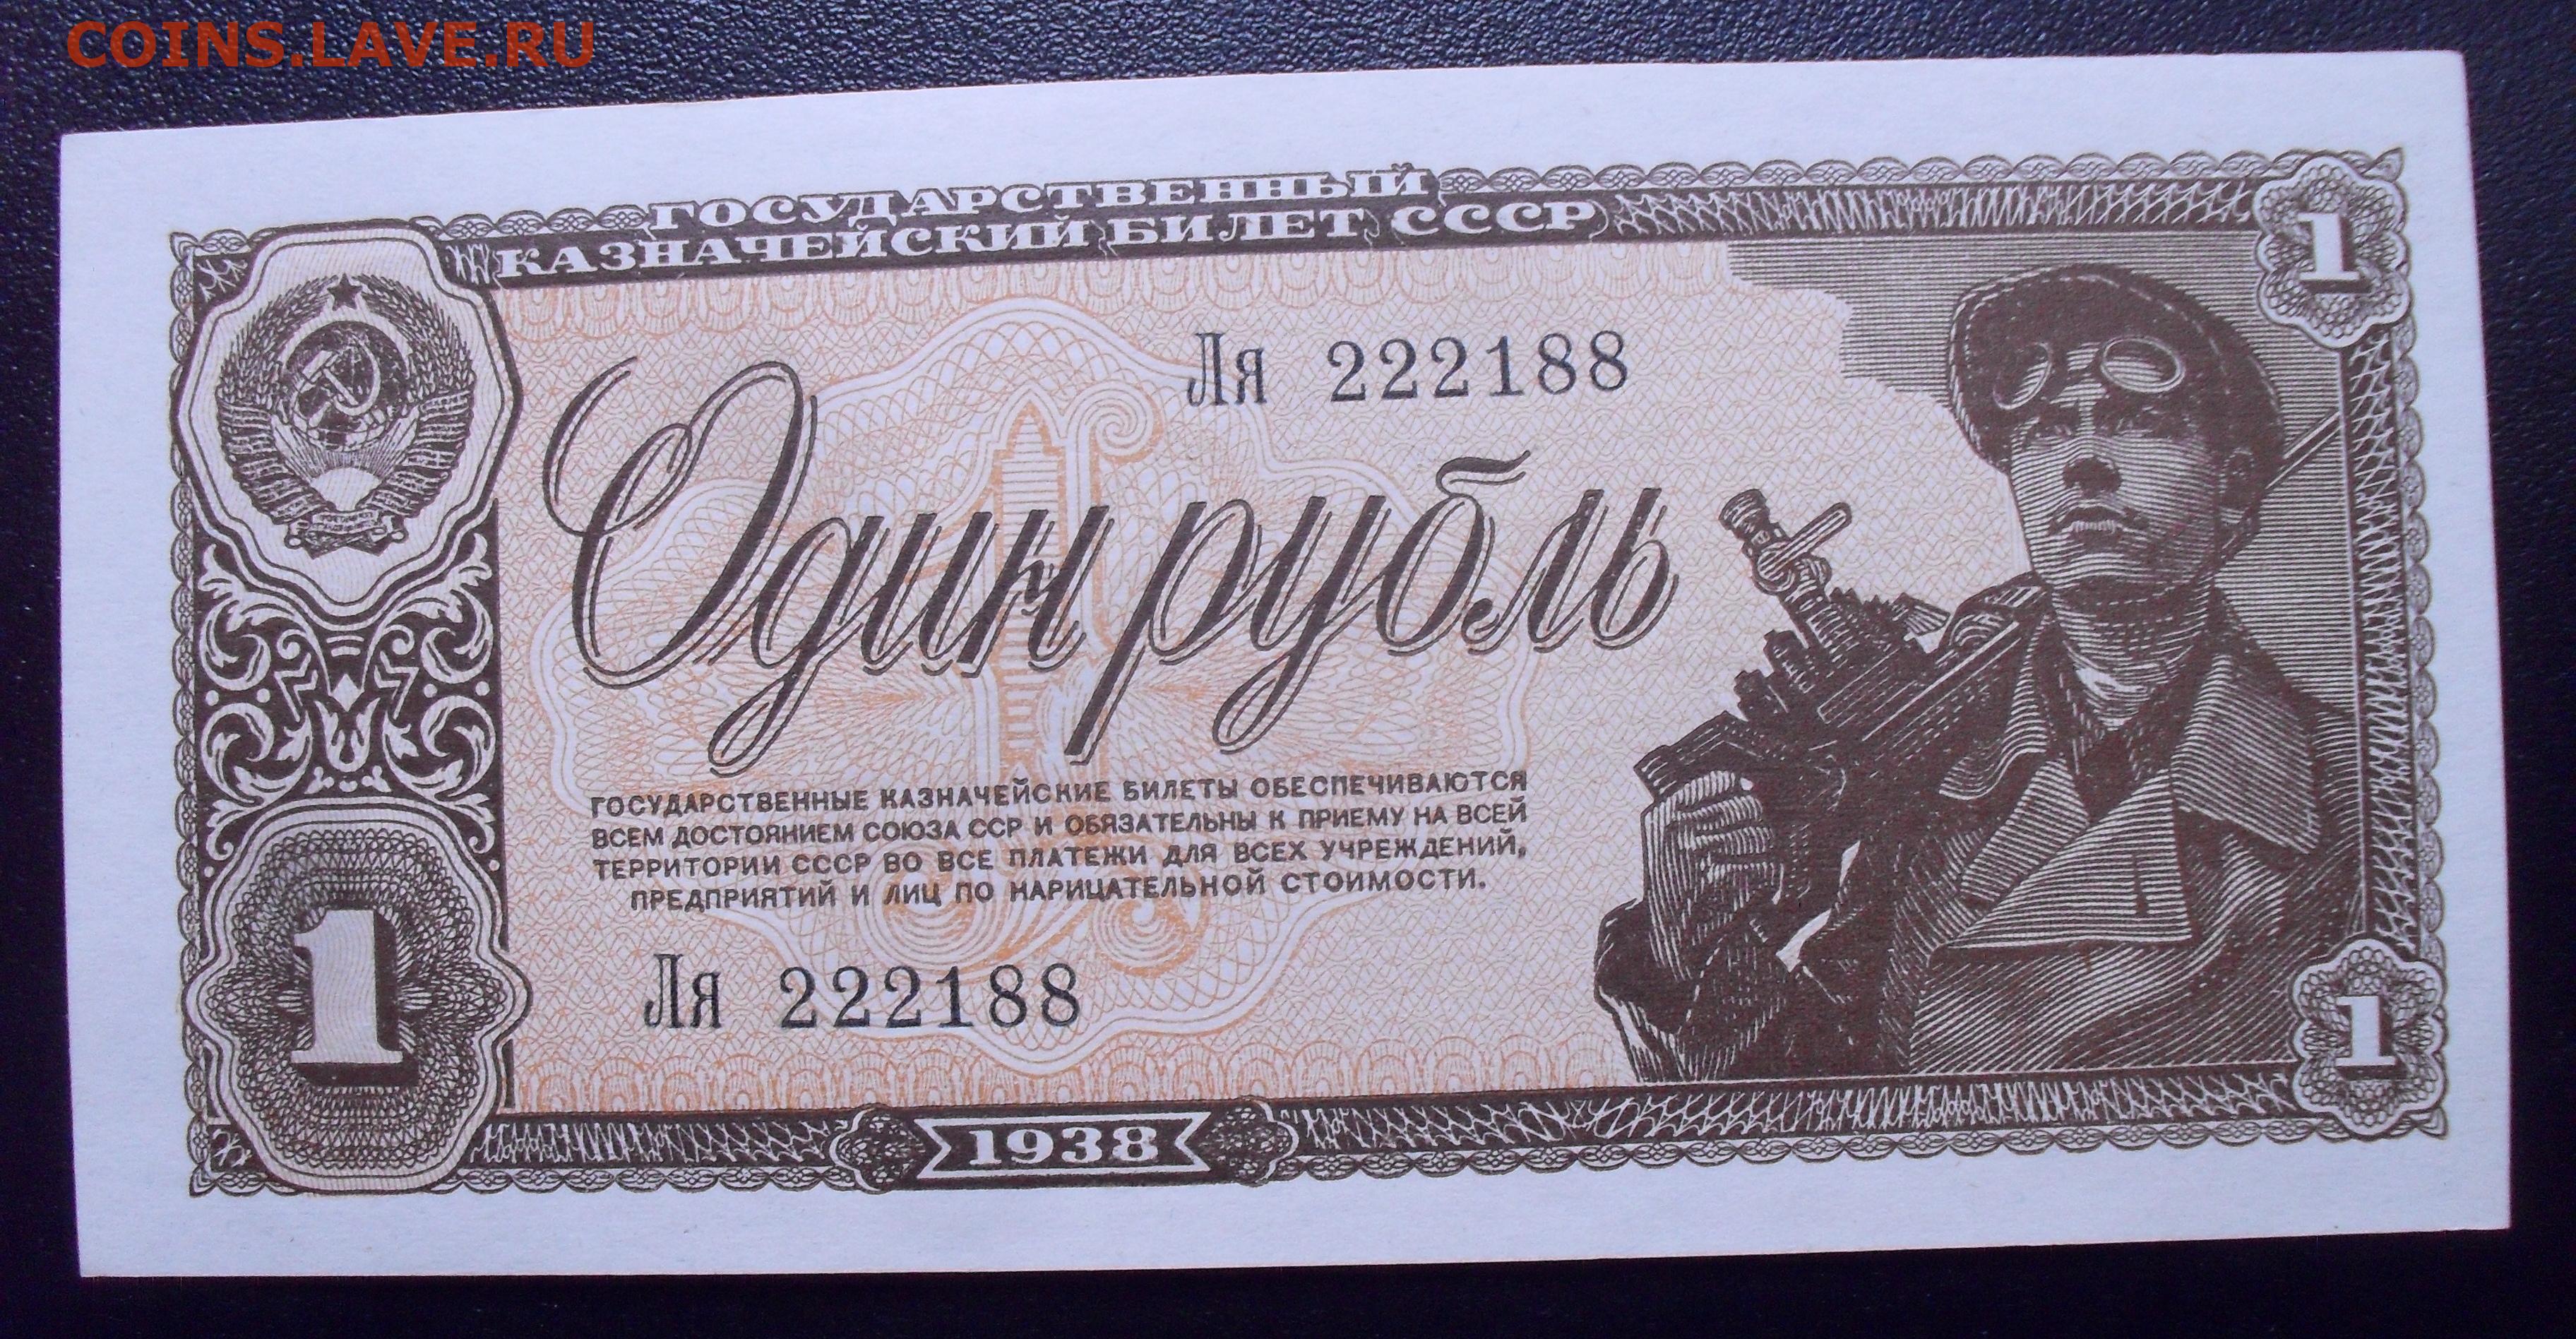 COINS.LAVE.RU
ГОСУДАРСТВЕННЫЙ
КАЗНАЧЕЙСКИЙ БИЛЕТ СССР
1
Ля 222188
Один рубль
ГОСУДАРСТВЕННЫЕ КАЗНАЧЕЙСКИЕ БИЛЕТЫ ОБЕСПЕЧИВАЮТСЯ
ВСЕМ ДОСТОЯНИЕМ СОЮЗА ССР И ОБЯЗАТЕЛЬНЫ К ПРИЕМУ НА ВСЕЙ
ТЕРРИТОРИИ СССР ВО ВСЕ ПЛАТЕЖИ ДЛЯ ВСЕХ УЧРЕЖДЕНИЙ,
ПРЕДПРИЯТИЙ И ЛИЦ ПО НАРИЦАТЕЛЬНОЙ СТОИМОСТИ.
1
Ля 222188
1
1938